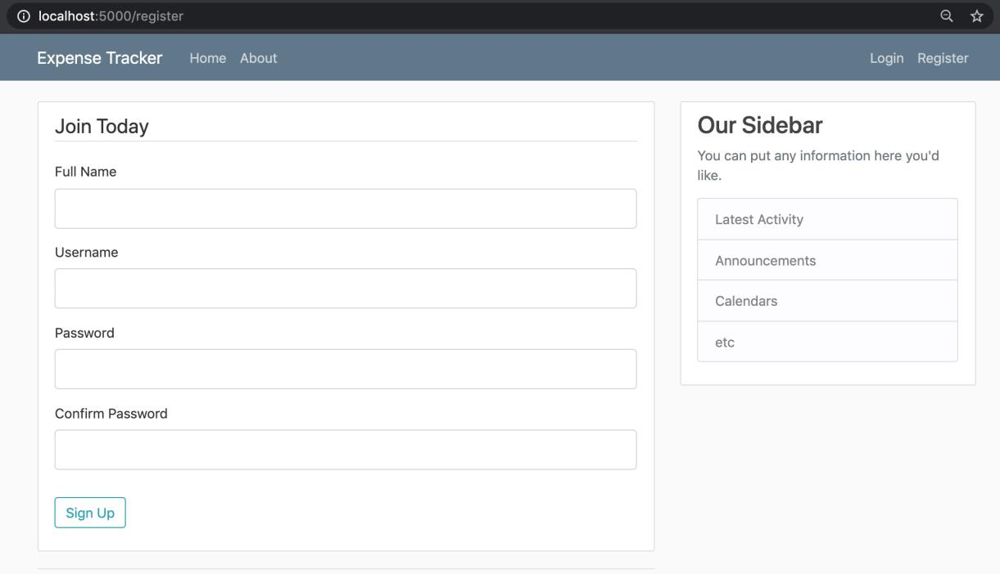 localhost:5000/register
Expense Tracker Home About Login Register
Join Today
Full Name
Username
Password
Confirm Password
Sign Up
Our Sidebar
You can put any information here you'd
like.
Latest Activity
Announcements
Calendars
etc